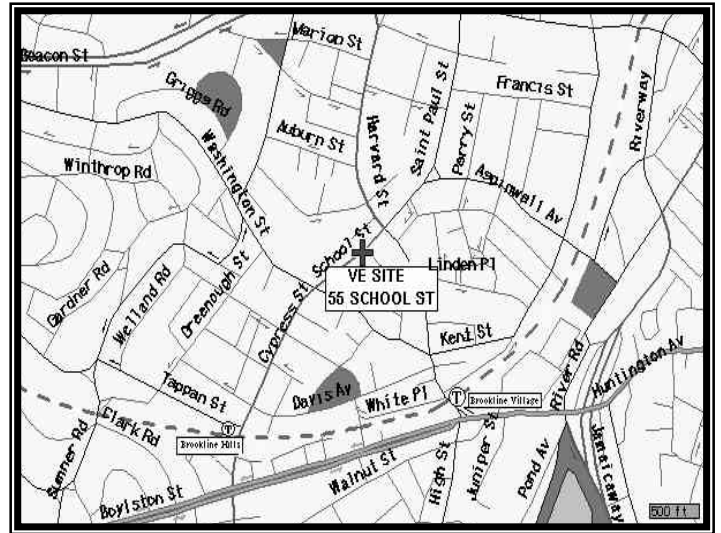 Marion St
Beacon St
Griggs Rd
Francis St
Riverway
Saint Paul St
Perry St
Harvard St
Auburn St
Washington St
Winthrop Rd
Aspinwall Av
School St
Linden Pl
VE SITE
55 SCHOOL ST
Gardner Rd
Welland Rd
Greenough St
Cypress St
Kent St
River Rd
Huntington Av
Tappan St
Davis Av
White Pl
T
Brookline Village
T
Brookline Hills
Clark Rd
Sumner Rd
Walnut St
High St
Juniper St
Pond Av
Jamaicaway
Boylston St
500 ft